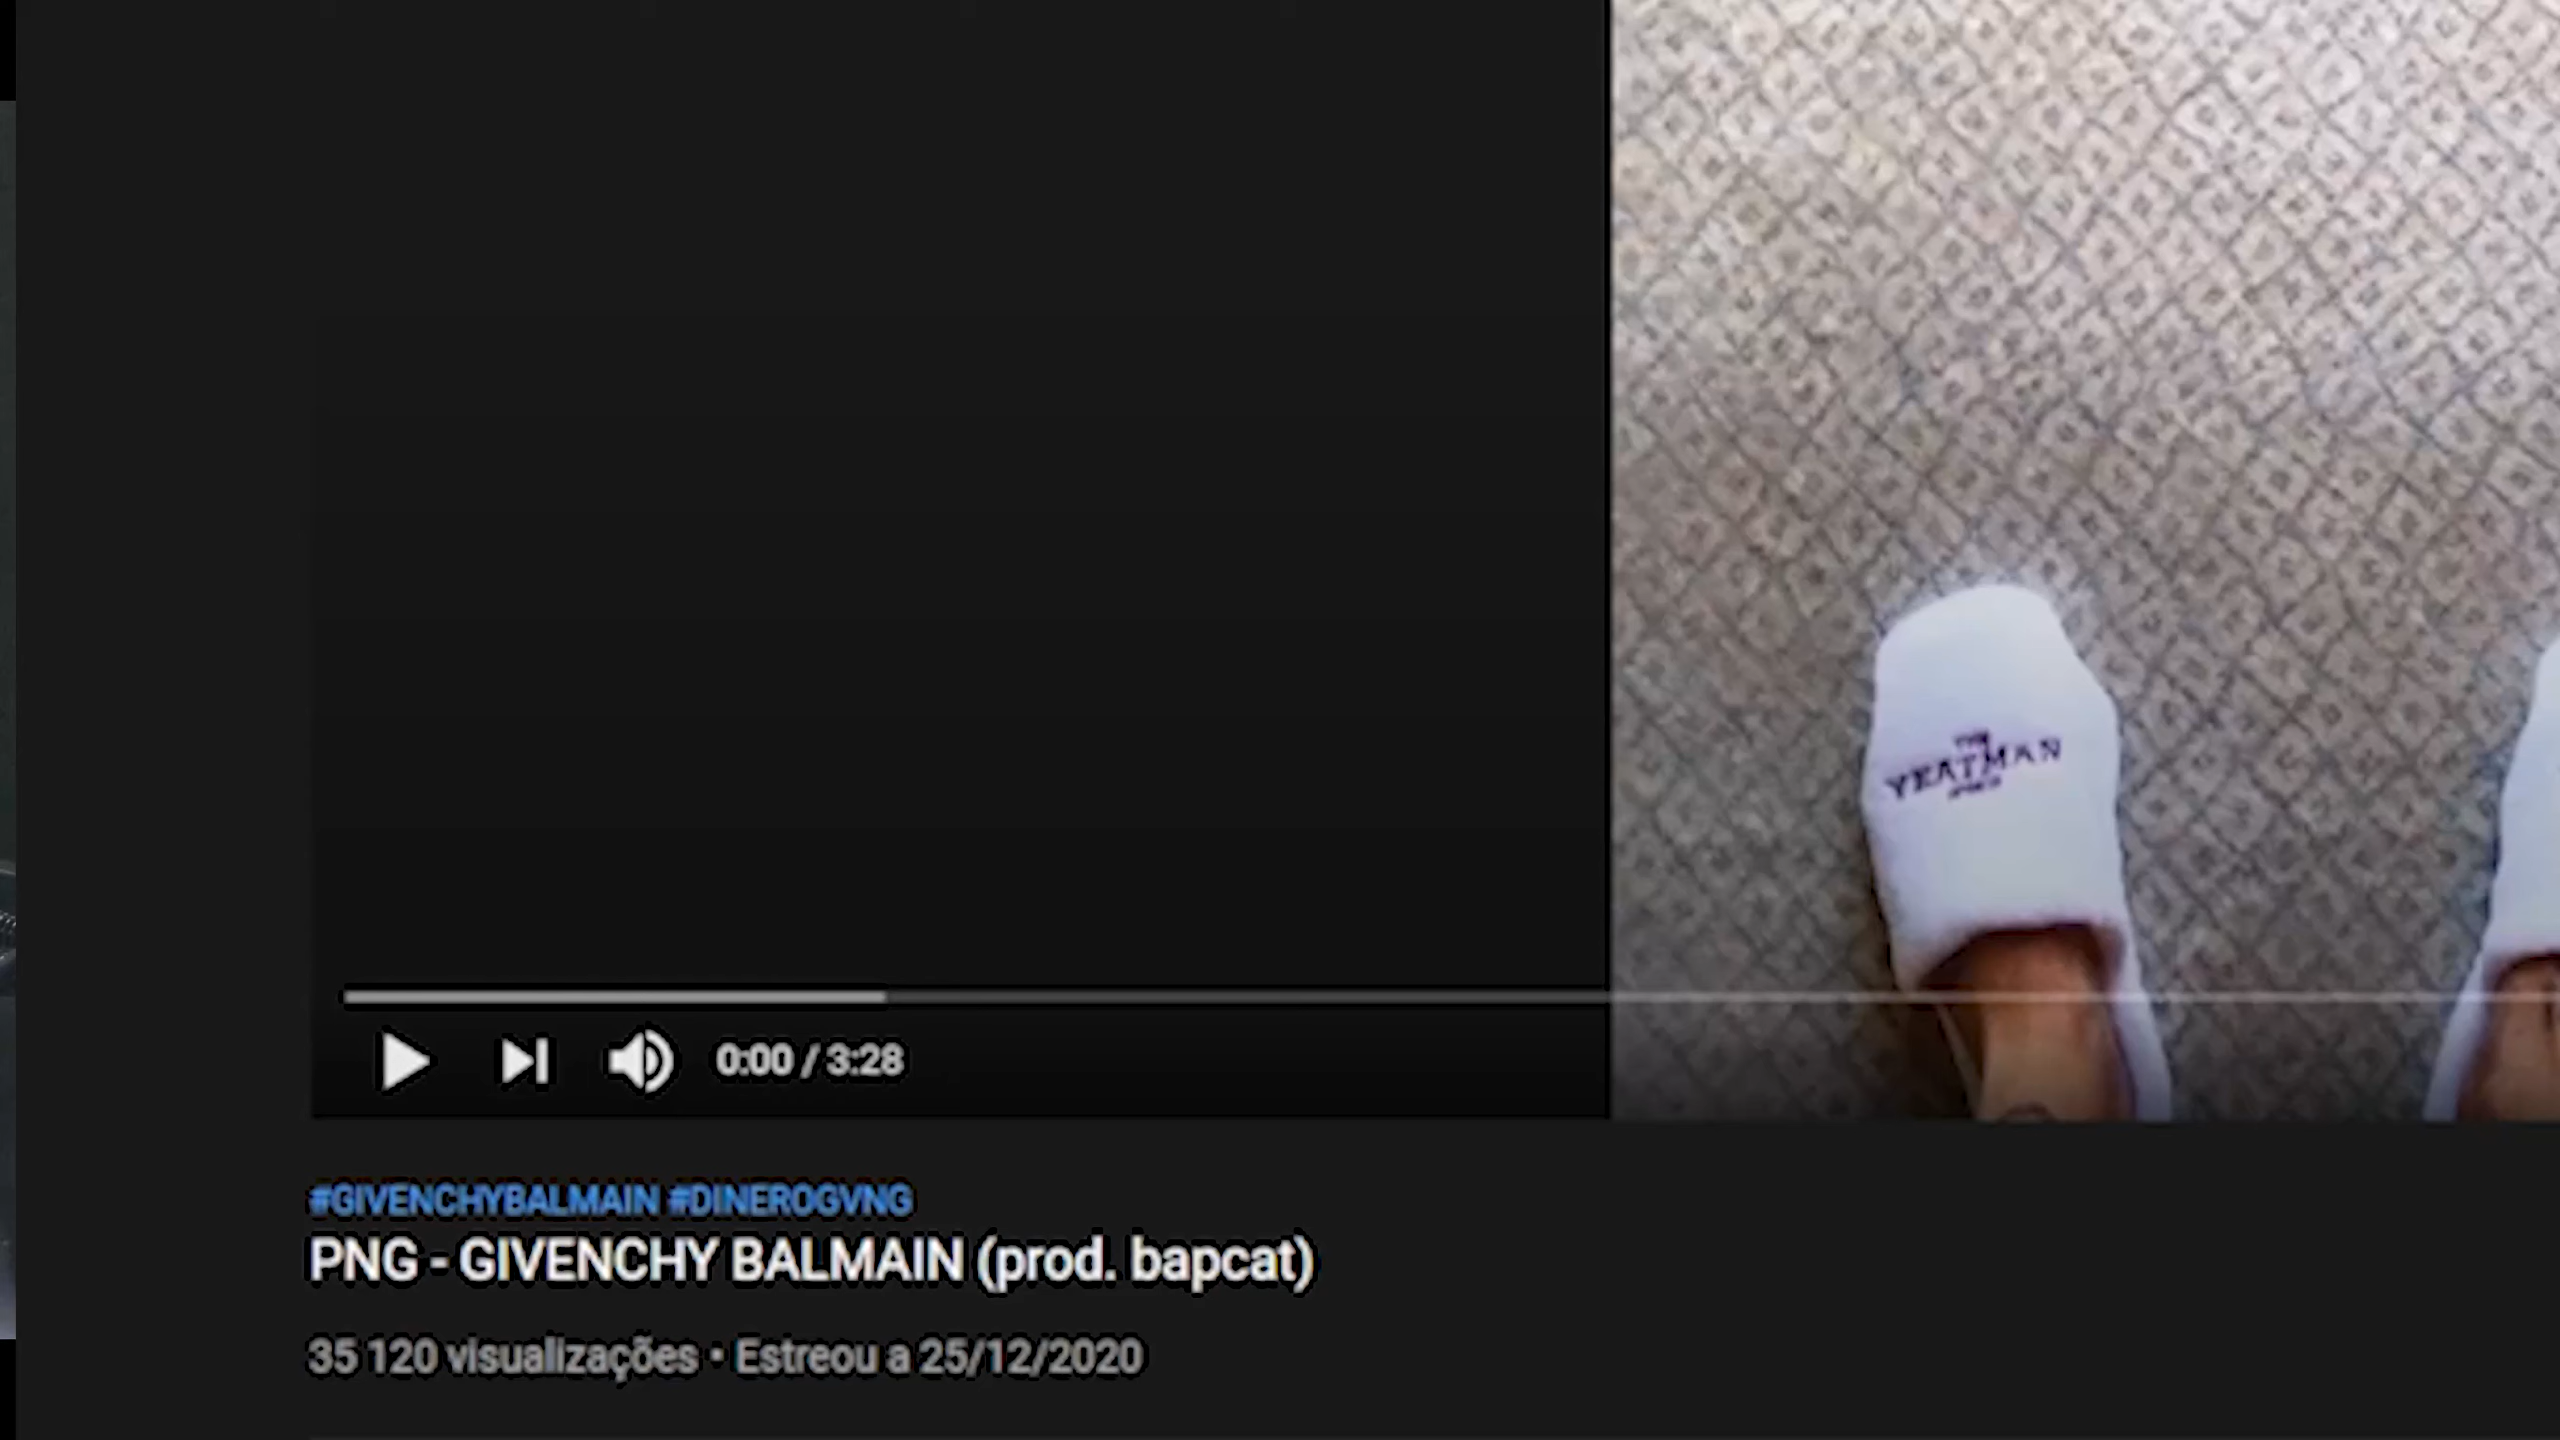 THE
YEATMAN
0:00 / 3:28
#GIVENCHYBALMAIN #DINEROGVNG
PNG - GIVENCHY BALMAIN (prod. bapcat)
35 120 visualizações • Estreou a 25/12/2020